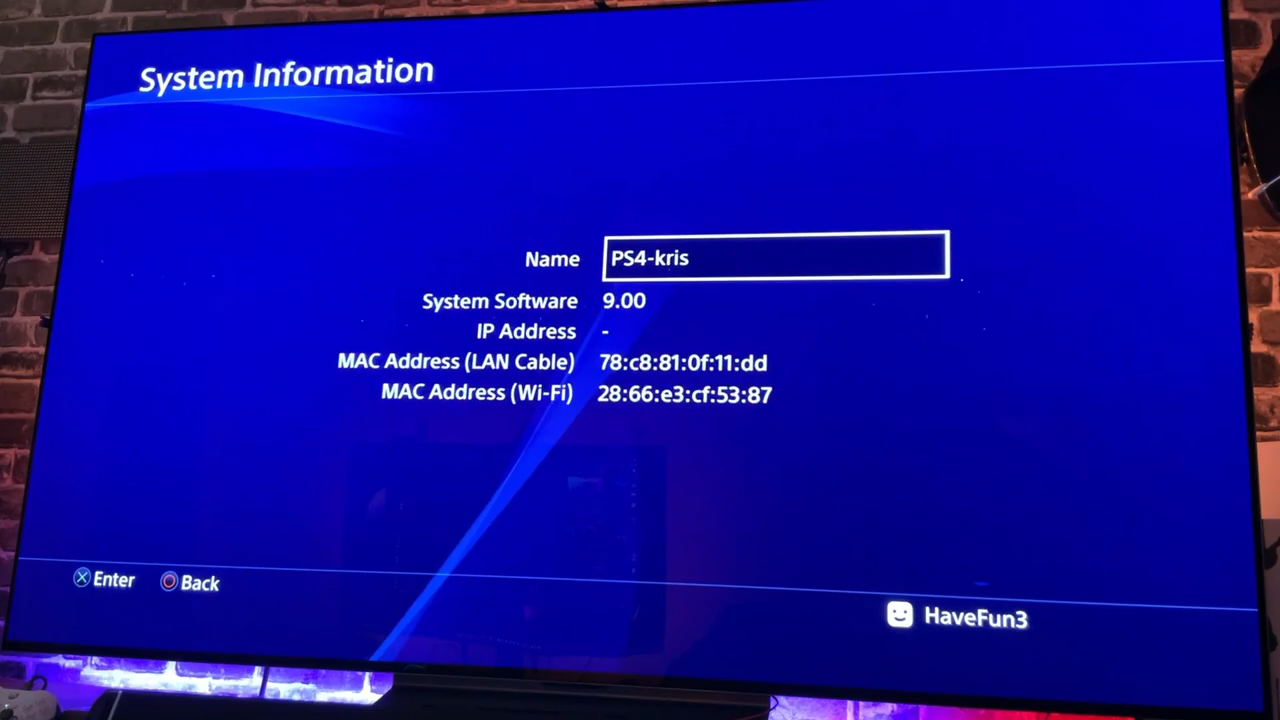 System Information
Name PS4-kris
System Software 9.00
IP Address -
MAC Address (LAN Cable) 78:c8:81:0f:11:dd
MAC Address (Wi-Fi) 28:66:e3:cf:53:87
Enter Back
HaveFun3